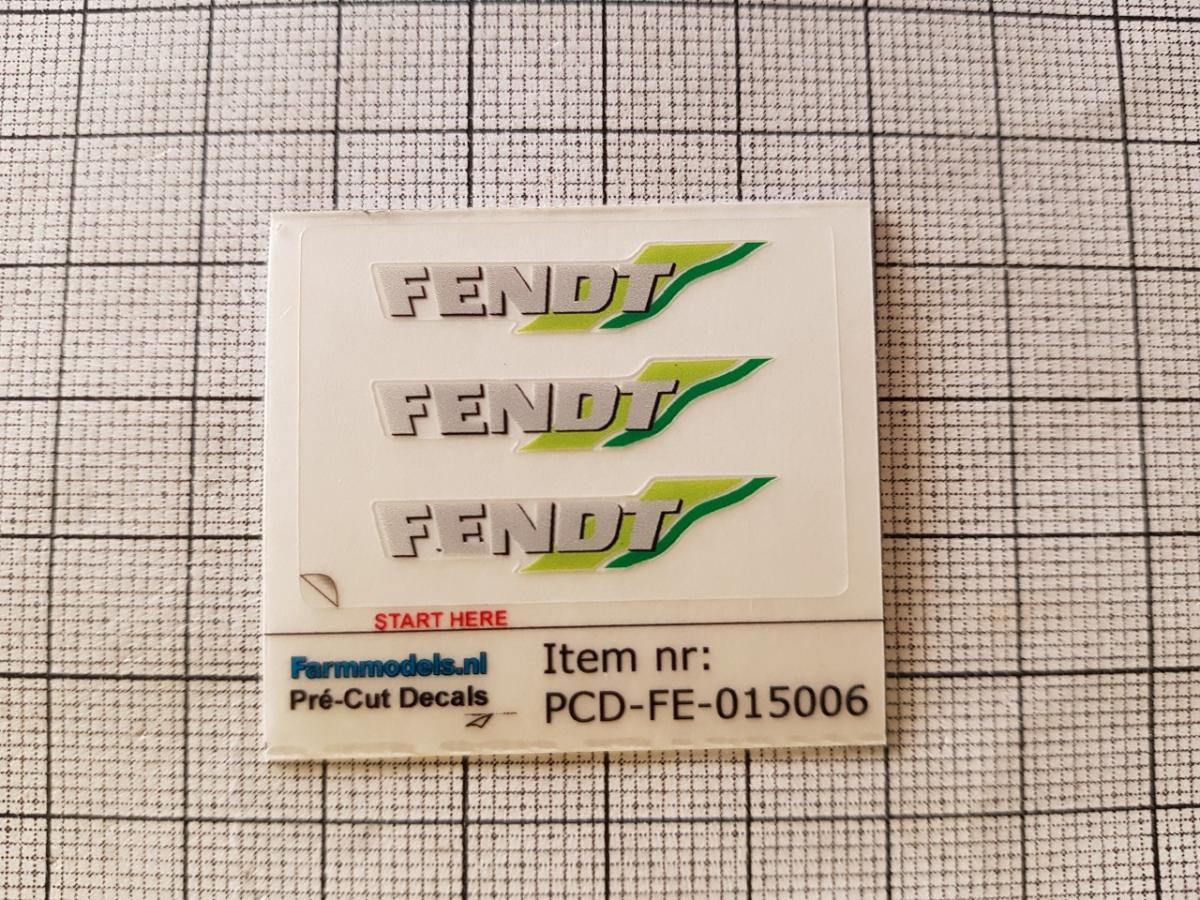 FENDT
FENDT
FENDT
START HERE
Farmmodels.nl
Pré-Cut Decals
Item nr:
PCD-FE-015006